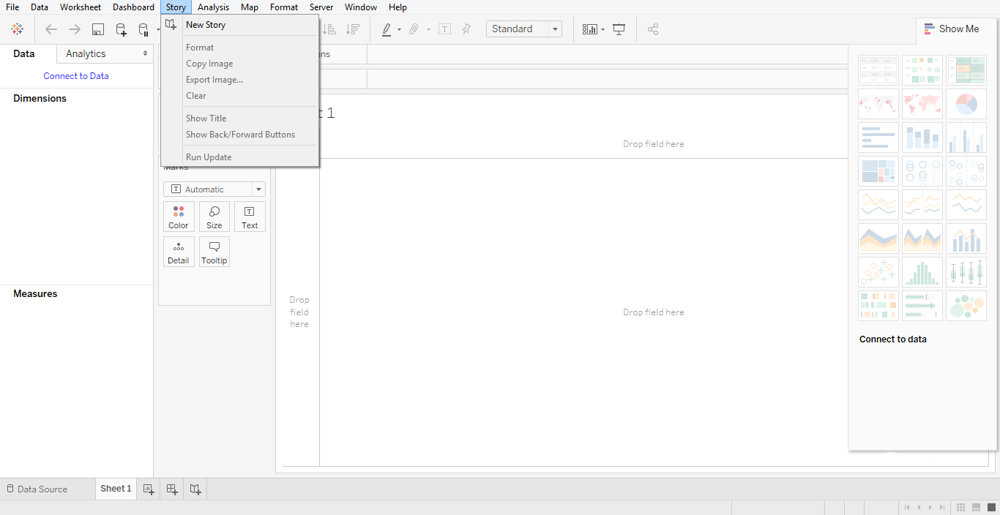 File Data Worksheet Dashboard Story Analysis Map Format Server Window Help
New Story
Format
Copy Image
Export Image...
Clear
Show Title
Show Back/Forward Buttons
Run Update
Standard
Show Me
Data
Analytics
Connect to Data
Dimensions
Measures
Automatic
Color
Size
Text
Detail
Tooltip
1
Drop field here
Drop
field
here
Drop field here
Connect to data
Data Source
Sheet 1